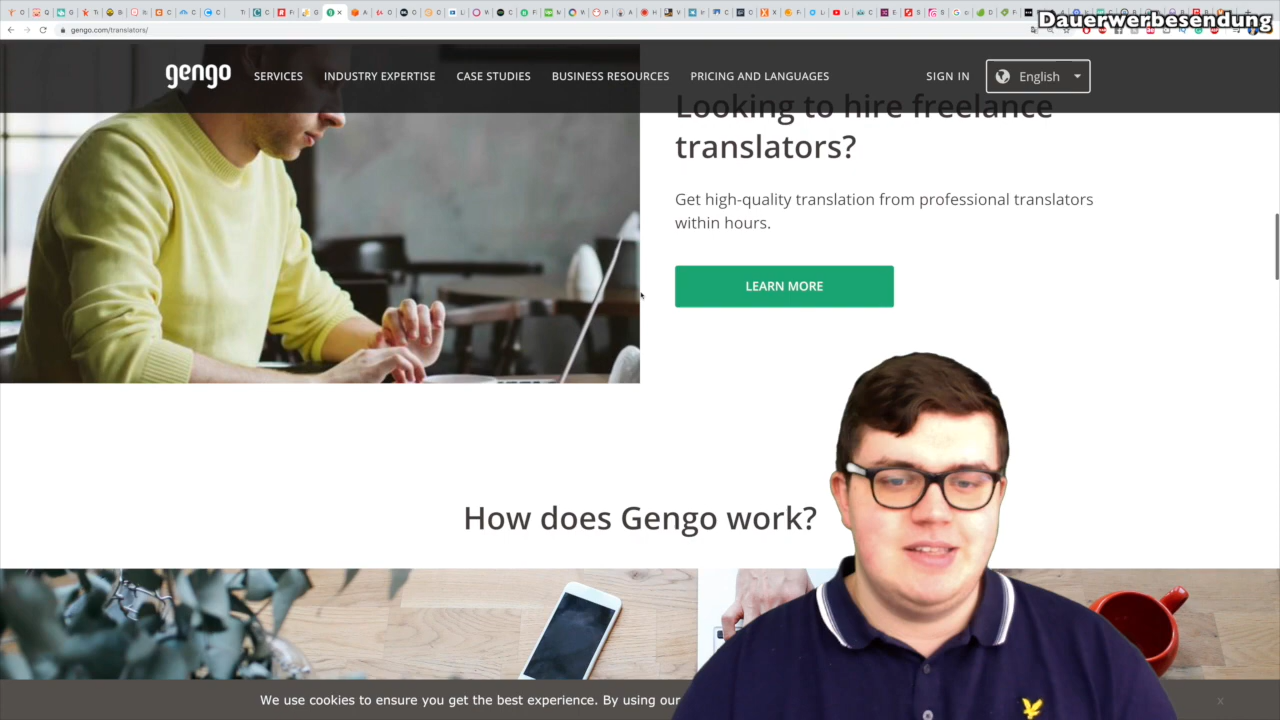 Dauerwerbesendung
gengo.com/translators/
gengo SERVICES INDUSTRY EXPERTISE CASE STUDIES BUSINESS RESOURCES PRICING AND LANGUAGES SIGN IN English
Looking to hire freelance
translators?
Get high-quality translation from professional translators
within hours.
LEARN MORE
How does Gengo work?
We use cookies to ensure you get the best experience. By using our
x